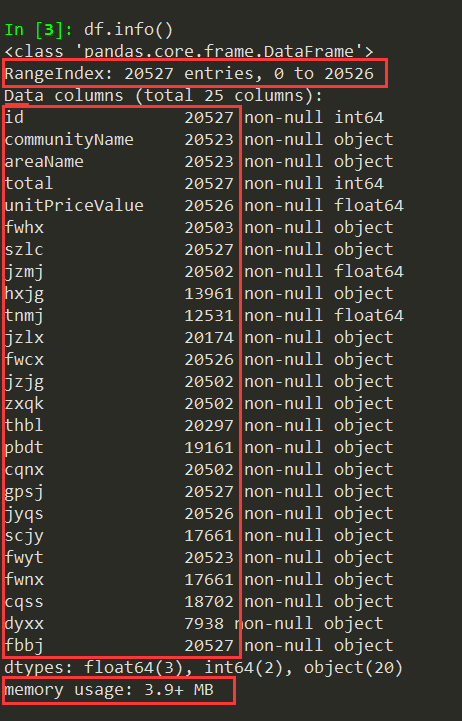 In [3]: df.info()
<class 'pandas.core.frame.DataFrame'>
RangeIndex: 20527 entries, 0 to 20526
Data columns (total 25 columns):
id 20527 non-null int64
communityName 20523 non-null object
areaName 20523 non-null object
total 20527 non-null int64
unitPriceValue 20526 non-null float64
fwhx 20503 non-null object
szlc 20527 non-null object
jzmj 20502 non-null float64
hxjg 13961 non-null object
tnmj 12531 non-null float64
jzlx 20174 non-null object
fwcx 20526 non-null object
jzjg 20502 non-null object
zxqk 20502 non-null object
thbl 20297 non-null object
pbdt 19161 non-null object
cqnx 20502 non-null object
gpsj 20527 non-null object
jyqs 20526 non-null object
scjy 17661 non-null object
fwyt 20523 non-null object
fwnx 17661 non-null object
cqss 18702 non-null object
dyxx 7938 non-null object
fbbj 20527 non-null object
dtypes: float64(3), int64(2), object(20)
memory usage: 3.9+ MB